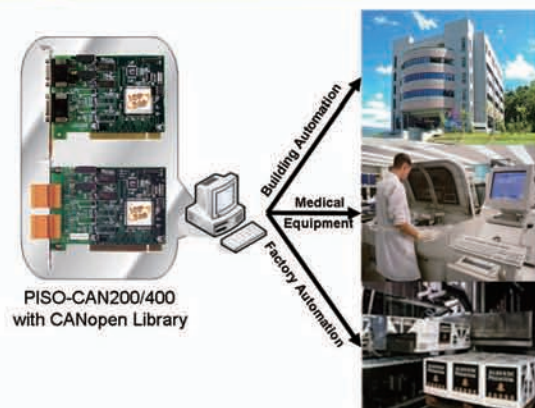 PISO-CAN200/400
with CANopen Library
Building Automation
Medical
Equipment
Factory Automation